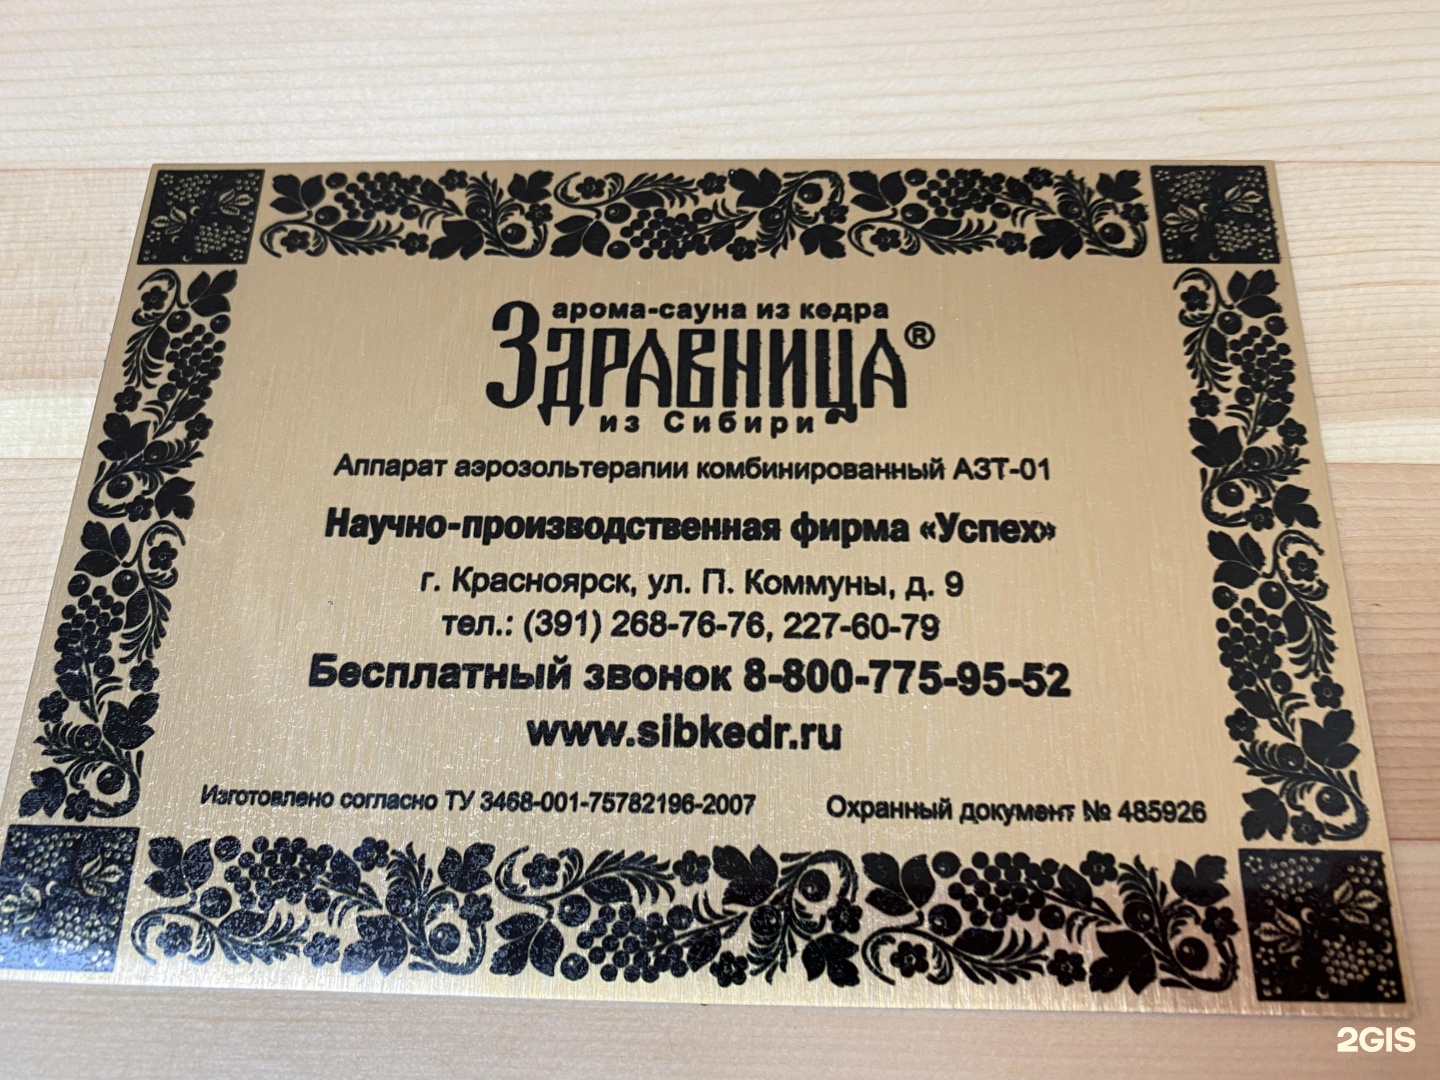 арома-сауна из кедра
Здравница®
из Сибири
Аппарат аэрозольтерапии комбинированный АЗТ-01
Научно-производственная фирма «Успех»
г. Красноярск, ул. П. Коммуны, д. 9
тел.: (391) 268-76-76, 227-60-79
Бесплатный звонок 8-800-775-95-52
www.sibkedr.ru
Изготовлено согласно ТУ 3468-001-75782196-2007 Охранный документ № 485926
2GIS